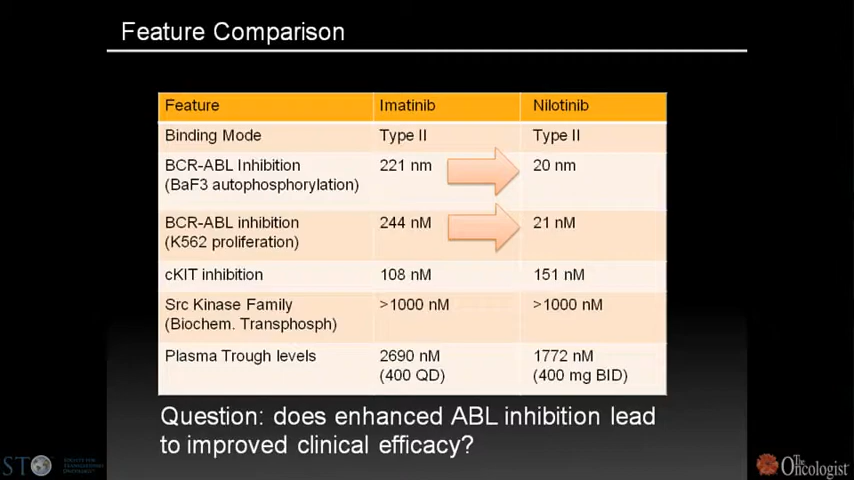 Feature Comparison
Feature Imatinib Nilotinib
Binding Mode Type II Type II
BCR-ABL Inhibition 221 nm 20 nm
(BaF3 autophosphorylation)
BCR-ABL inhibition 244 nM 21 nM
(K562 proliferation)
cKIT inhibition 108 nM 151 nM
Src Kinase Family >1000 nM >1000 nM
(Biochem. Transphosph)
Plasma Trough levels 2690 nM 1772 nM
(400 QD) (400 mg BID)
Question: does enhanced ABL inhibition lead
to improved clinical efficacy?
The
Oncologist